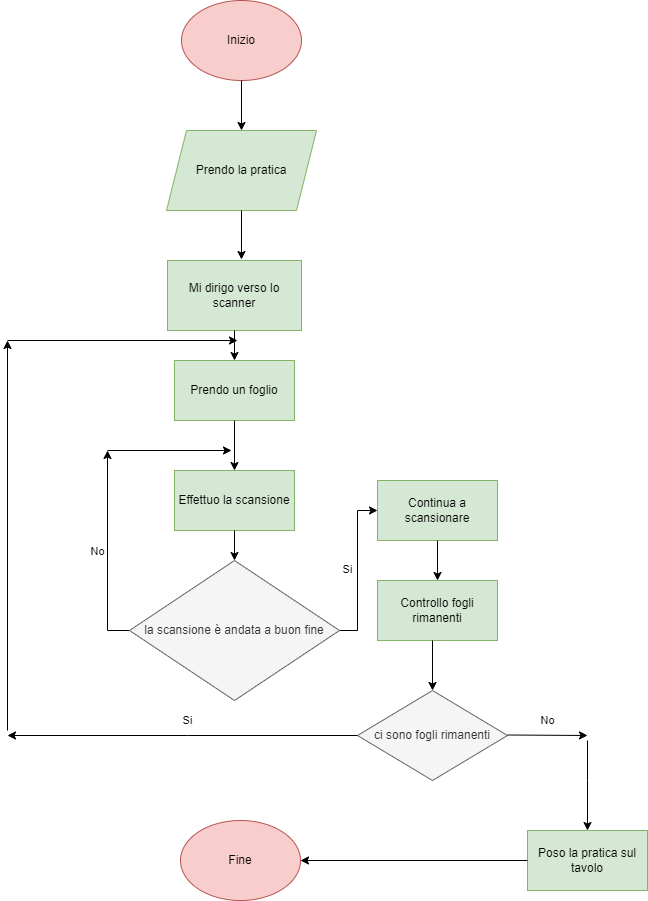 Inizio
Prendo la pratica
Mi dirigo verso lo
scanner
Prendo un foglio
Effettuo la scansione
Continua a
scansionare
No
Si
Controllo fogli
rimanenti
la scansione è andata a buon fine
Si
No
ci sono fogli rimanenti
Fine
Poso la pratica sul
tavolo